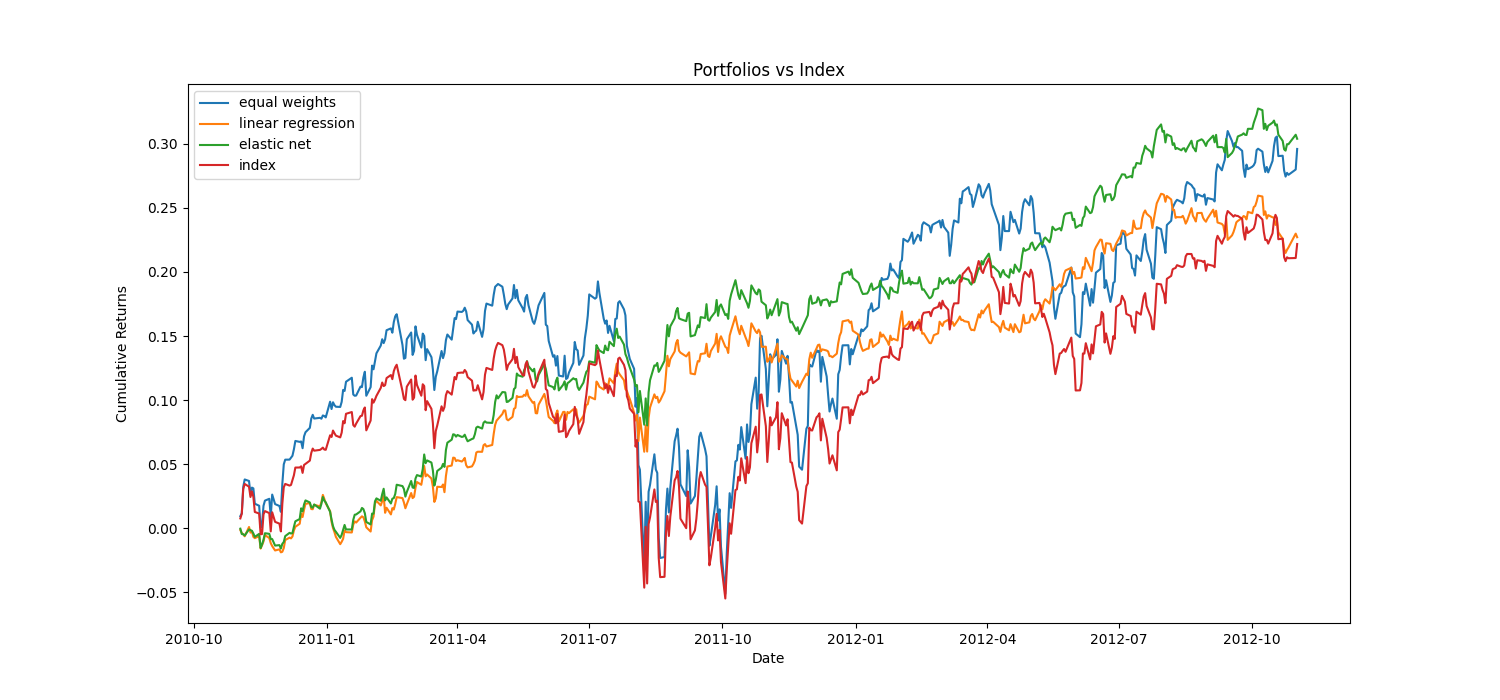 Portfolios vs Index
equal weights
linear regression
elastic net
index
Cumulative Returns
0.30
0.25
0.20
0.15
0.10
0.05
0.00
−0.05
2010-10
2011-01
2011-04
2011-07
2011-10
2012-01
2012-04
2012-07
2012-10
Date